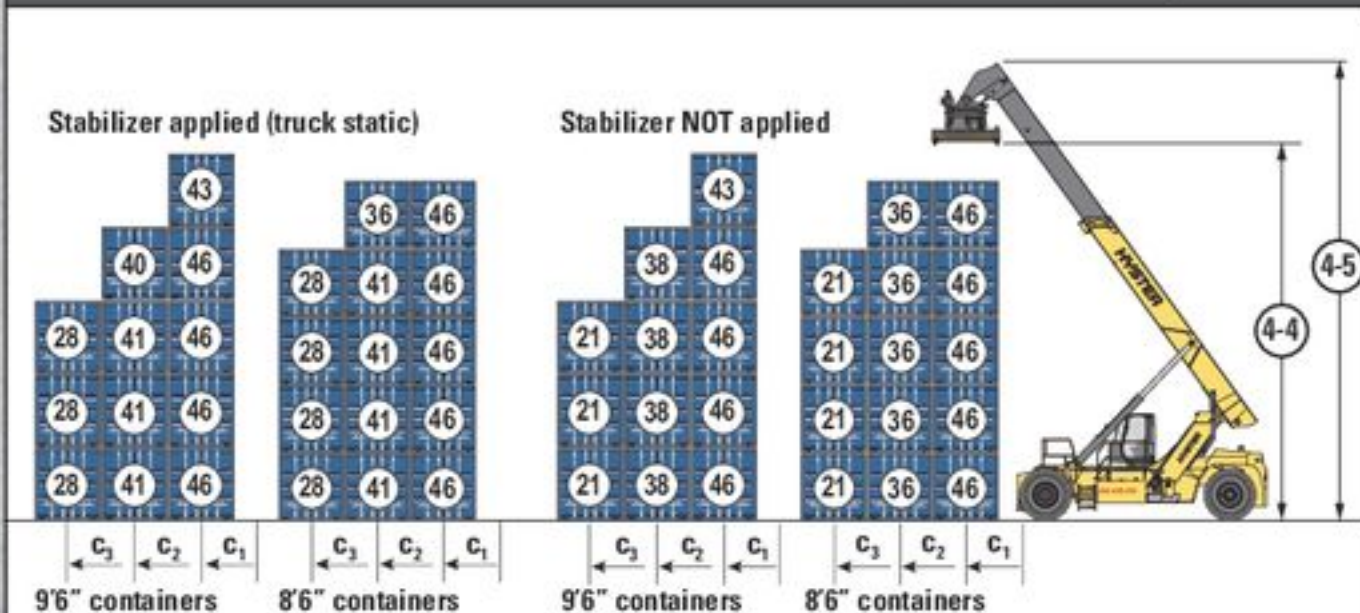 Stabilizer applied (truck static)
Stabilizer NOT applied
43
40 46
28 41 46
28 41 46
28 41 46
36 46
28 41 46
28 41 46
28 41 46
28 41 46
43
38 46
21 38 46
21 38 46
21 38 46
36 46
21 36 46
21 36 46
21 36 46
21 36 46
HYSTER
4-5
4-4
C3 C2 C1
C3 C2 C1
C3 C2 C1
C3 C2 C1
9'6" containers
8'6" containers
9'6" containers
8'6" containers